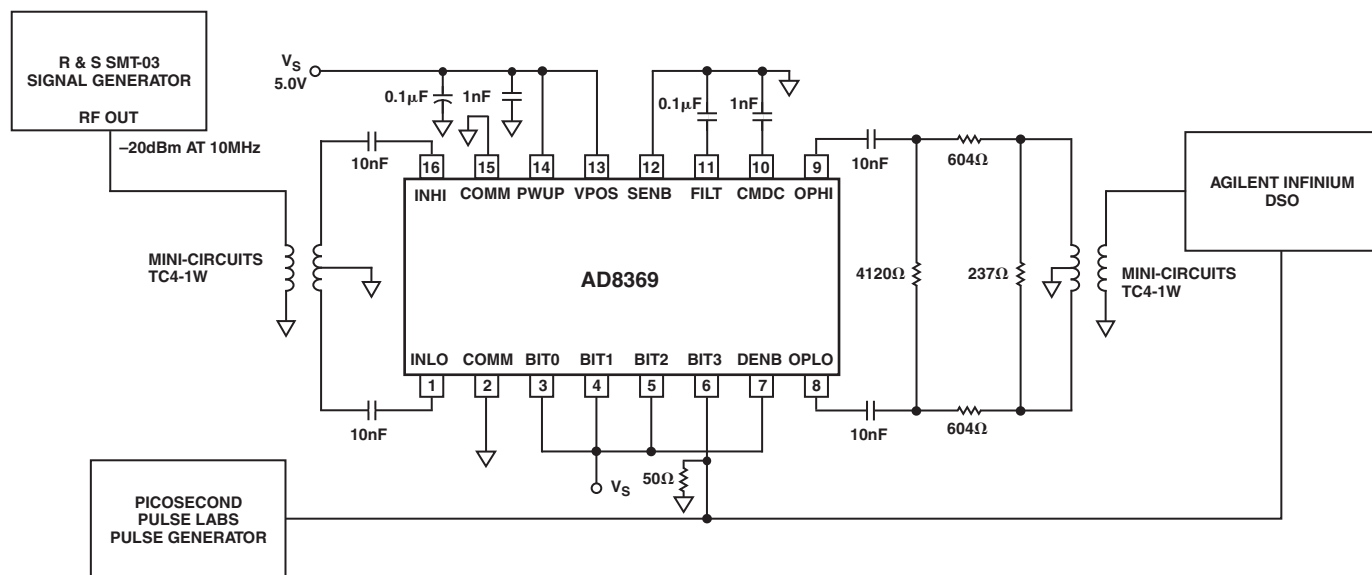 R & S SMT-03
SIGNAL GENERATOR
RF OUT
–20dBm AT 10MHz
VS
5.0V
0.1μF
1nF
0.1μF
1nF
10nF
10nF
604Ω
16
15
14
13
12
11
10
9
INHI
COMM
PWUP
VPOS
SENB
FILT
CMDC
OPHI
AGILENT INFINIUM
DSO
MINI-CIRCUITS
TC4-1W
AD8369
4120Ω
237Ω
MINI-CIRCUITS
TC4-1W
INLO
COMM
BIT0
BIT1
BIT2
BIT3
DENB
OPLO
1
2
3
4
5
6
7
8
10nF
10nF
604Ω
50Ω
VS
PICOSECOND
PULSE LABS
PULSE GENERATOR